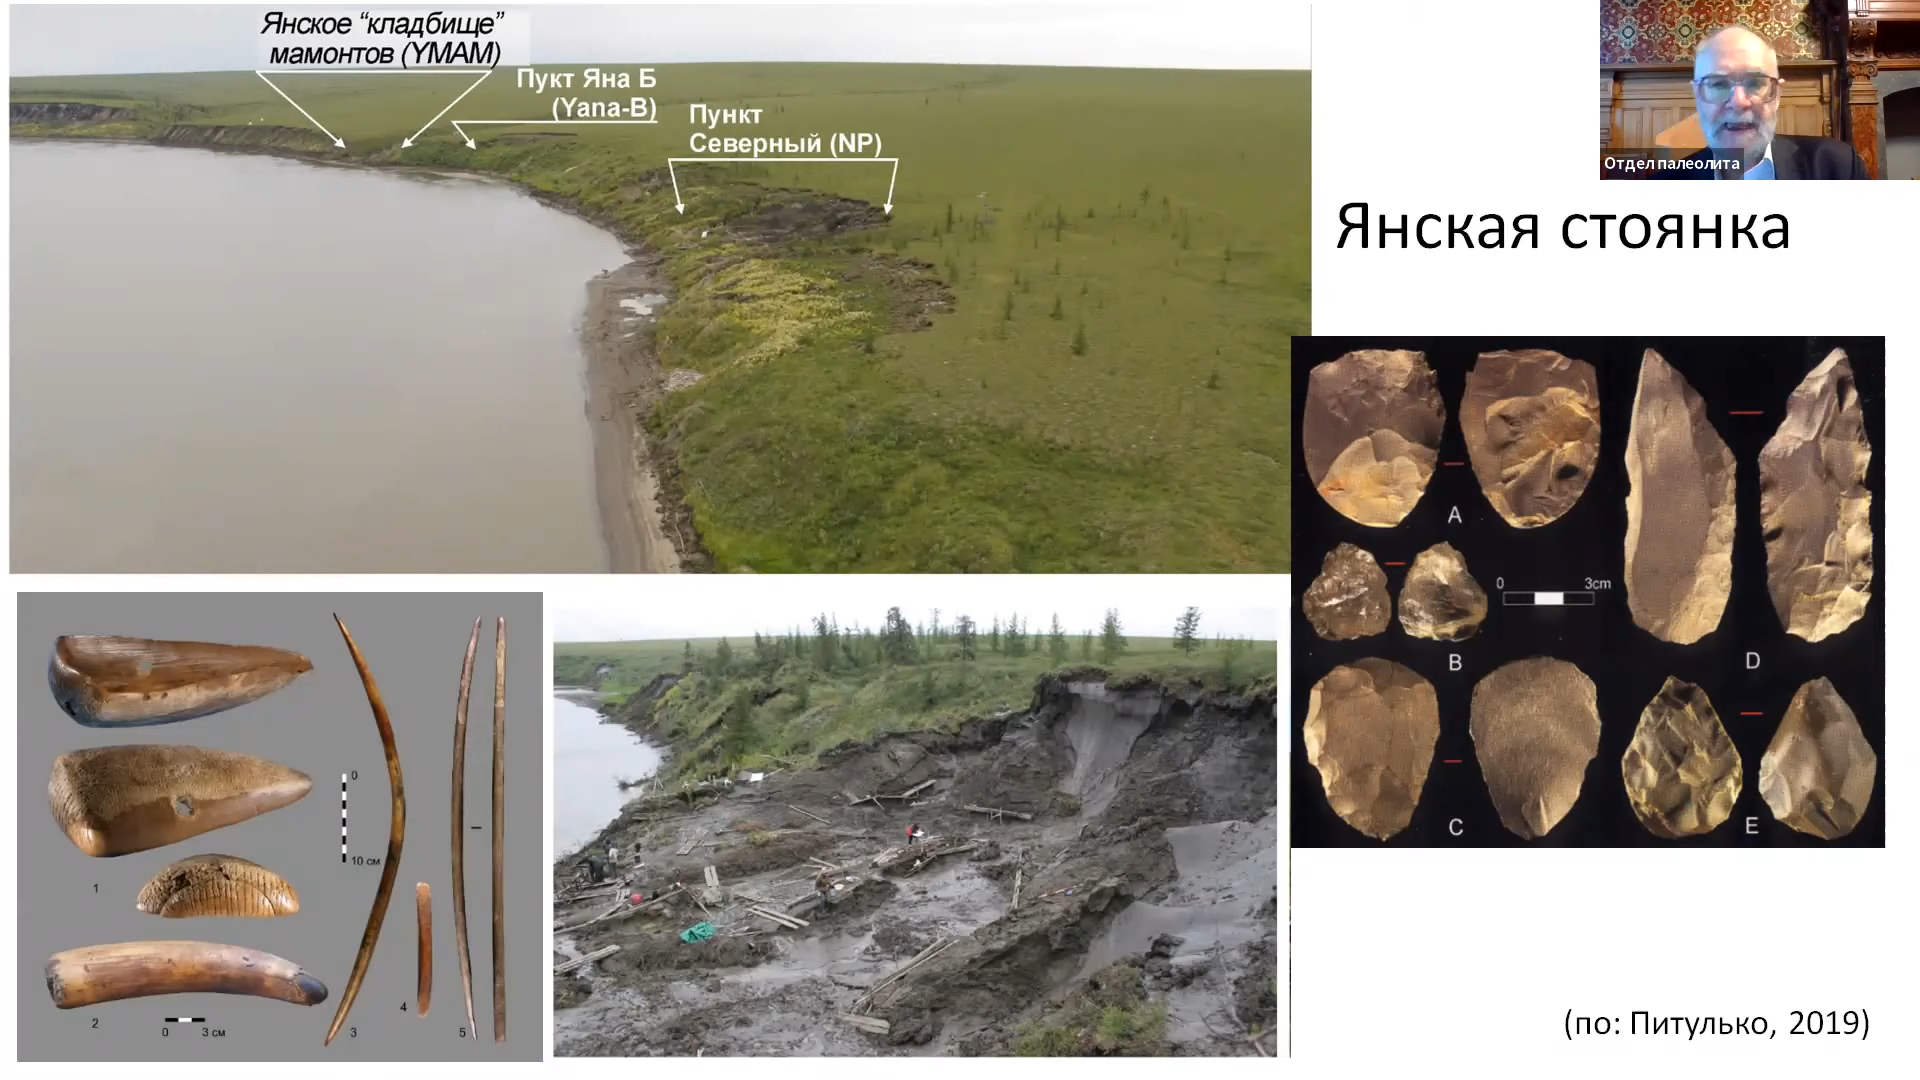 Янское “кладбище”
мамонтов (YMAM)
Пукт Яна Б
(Yana-B)
Пункт
Северный (NP)
Отдел палеолита
Янская стоянка
A
B
0 3cm
D
C
E
0
10 см
1
2
0 3 см
3
4
5
(по: Питулько, 2019)